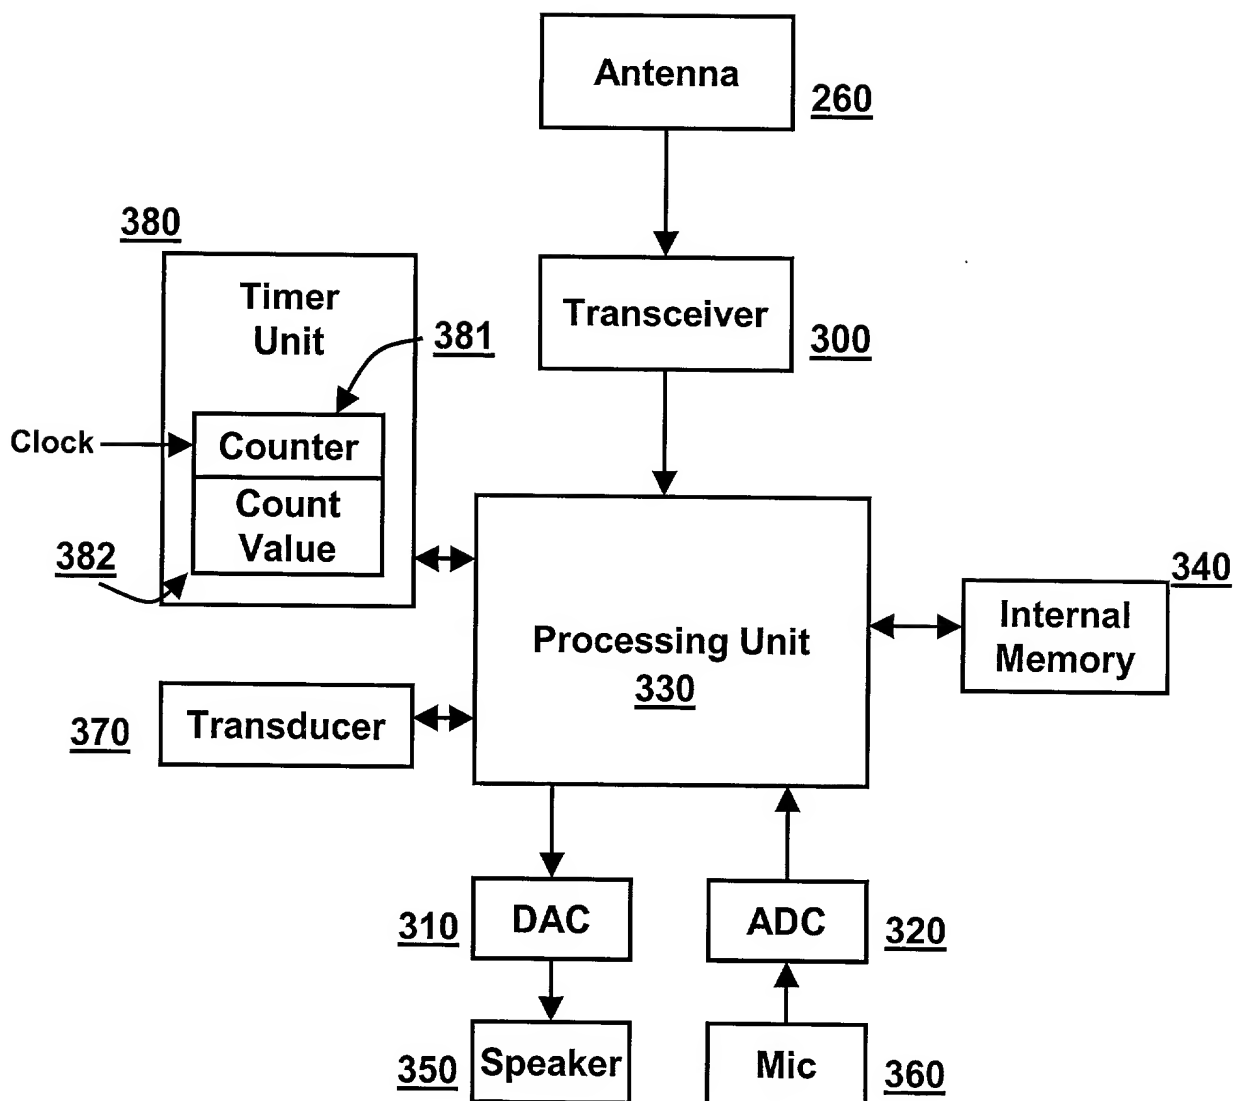 Antenna
260
380
Timer
Unit
381
Transceiver
300
Clock
Counter
Count
Value
382
Processing Unit
330
340
Internal
Memory
370
Transducer
310
DAC
ADC
320
350
Speaker
Mic
360